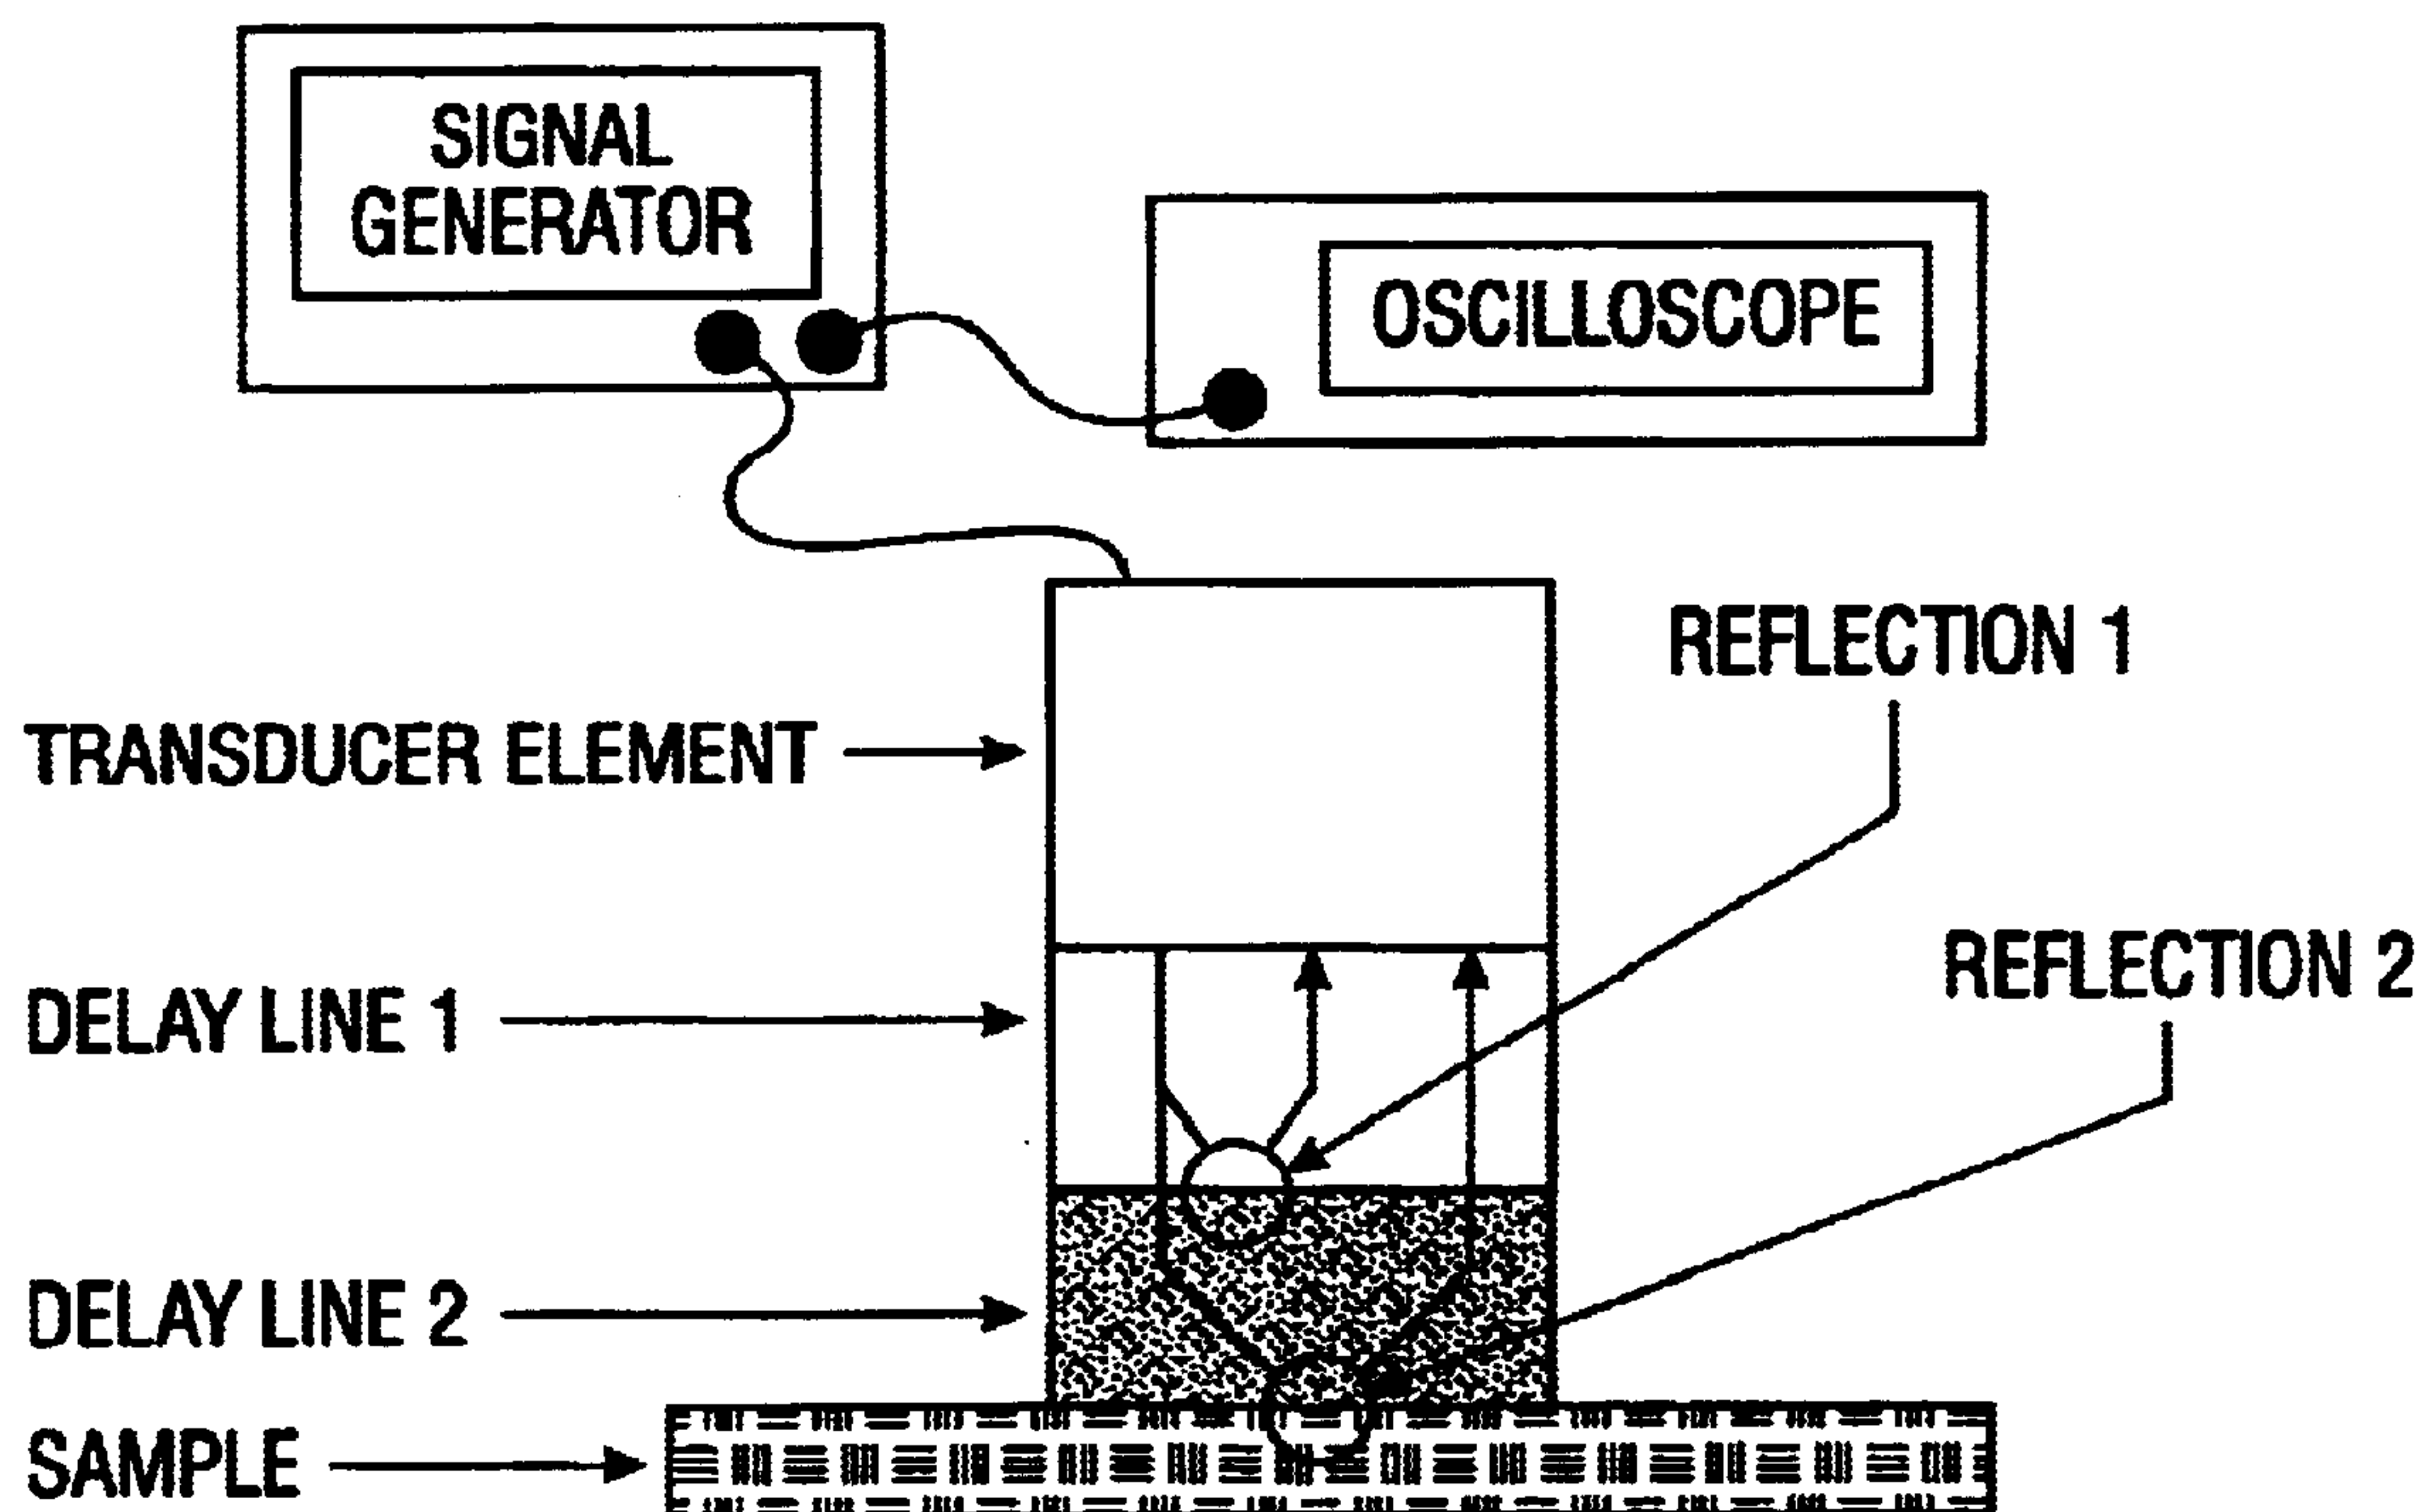 SIGNAL
GENERATOR
OSCILLOSCOPE
REFLECTION 1
TRANSDUCER ELEMENT
REFLECTION 2
DELAY LINE 1
DELAY LINE 2
SAMPLE